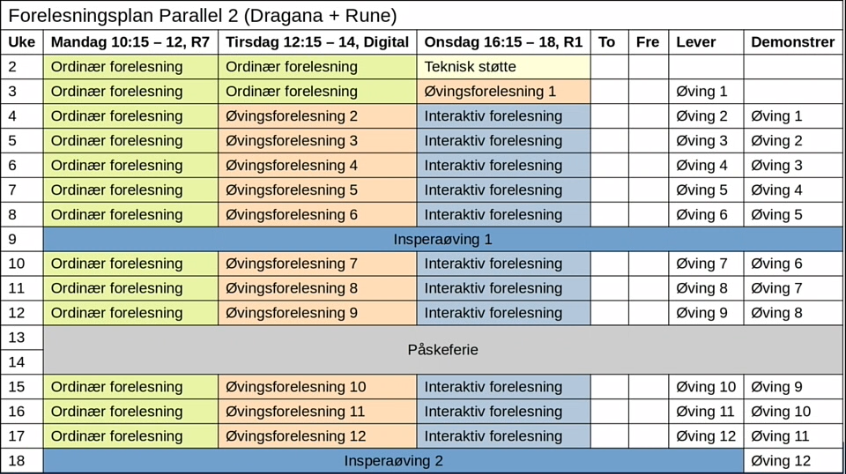 Forelesningsplan Parallel 2 (Dragana + Rune)
Uke Mandag 10:15 – 12, R7 Tirsdag 12:15 – 14, Digital Onsdag 16:15 – 18, R1 To Fre Lever Demonstrer
2 Ordinær forelesning Ordinær forelesning Teknisk støtte
3 Ordinær forelesning Ordinær forelesning Øvingsforelesning 1 Øving 1
4 Ordinær forelesning Øvingsforelesning 2 Interaktiv forelesning Øving 2 Øving 1
5 Ordinær forelesning Øvingsforelesning 3 Interaktiv forelesning Øving 3 Øving 2
6 Ordinær forelesning Øvingsforelesning 4 Interaktiv forelesning Øving 4 Øving 3
7 Ordinær forelesning Øvingsforelesning 5 Interaktiv forelesning Øving 5 Øving 4
8 Ordinær forelesning Øvingsforelesning 6 Interaktiv forelesning Øving 6 Øving 5
9 Insperaøving 1
10 Ordinær forelesning Øvingsforelesning 7 Interaktiv forelesning Øving 7 Øving 6
11 Ordinær forelesning Øvingsforelesning 8 Interaktiv forelesning Øving 8 Øving 7
12 Ordinær forelesning Øvingsforelesning 9 Interaktiv forelesning Øving 9 Øving 8
13
Påskeferie
14
15 Ordinær forelesning Øvingsforelesning 10 Interaktiv forelesning Øving 10 Øving 9
16 Ordinær forelesning Øvingsforelesning 11 Interaktiv forelesning Øving 11 Øving 10
17 Ordinær forelesning Øvingsforelesning 12 Interaktiv forelesning Øving 12 Øving 11
18 Insperaøving 2 Øving 12